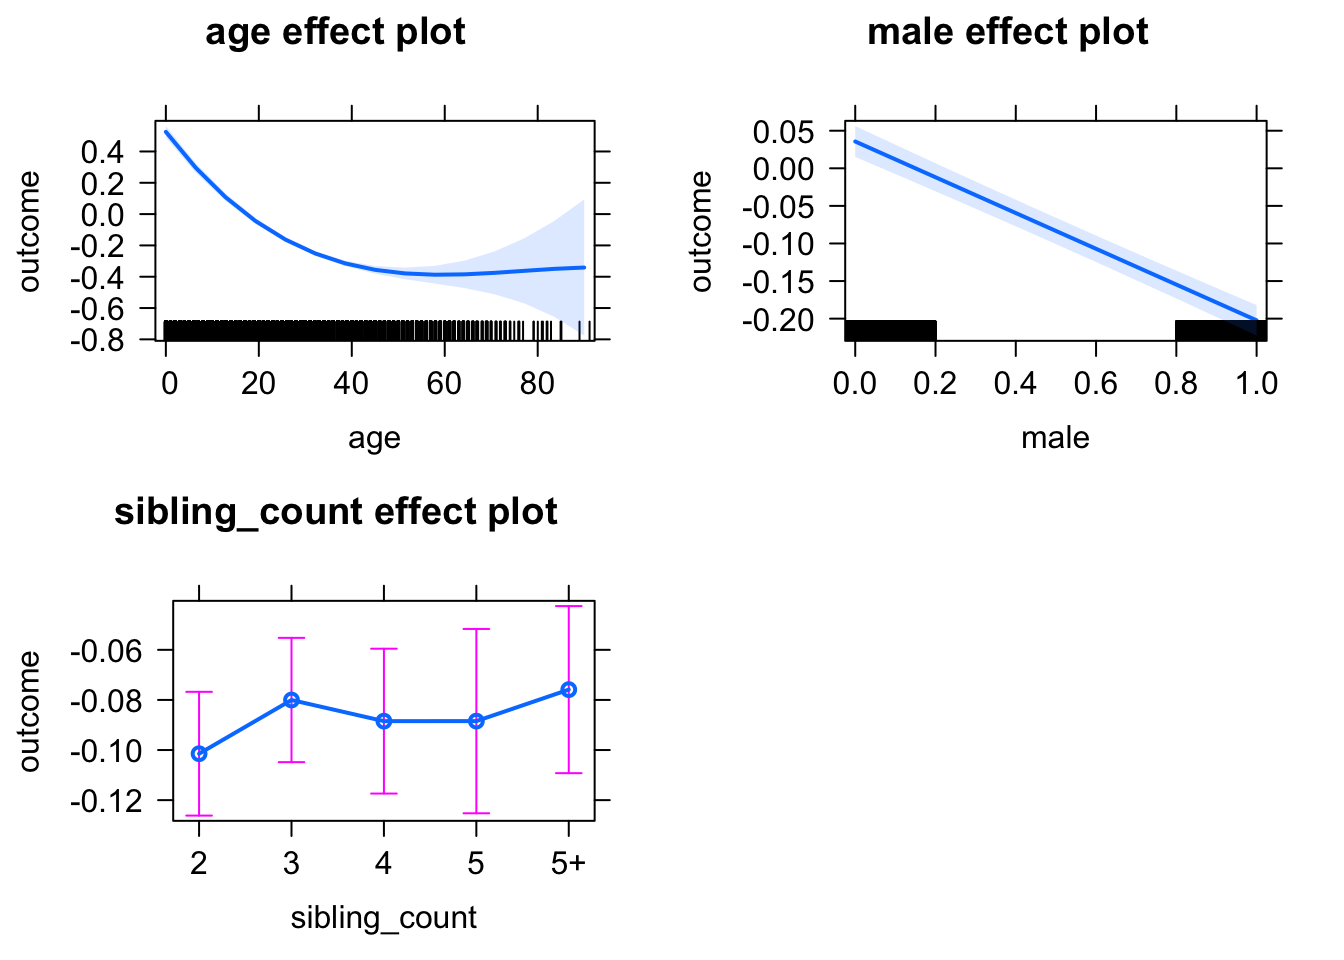 age effect plot
outcome
0.4
0.2
0.0
-0.2
-0.4
-0.6
-0.8
0 20 40 60 80
age
male effect plot
outcome
0.05
0.00
-0.05
-0.10
-0.15
-0.20
0.0 0.2 0.4 0.6 0.8 1.0
male
sibling_count effect plot
outcome
-0.06
-0.08
-0.10
-0.12
2 3 4 5 5+
sibling_count